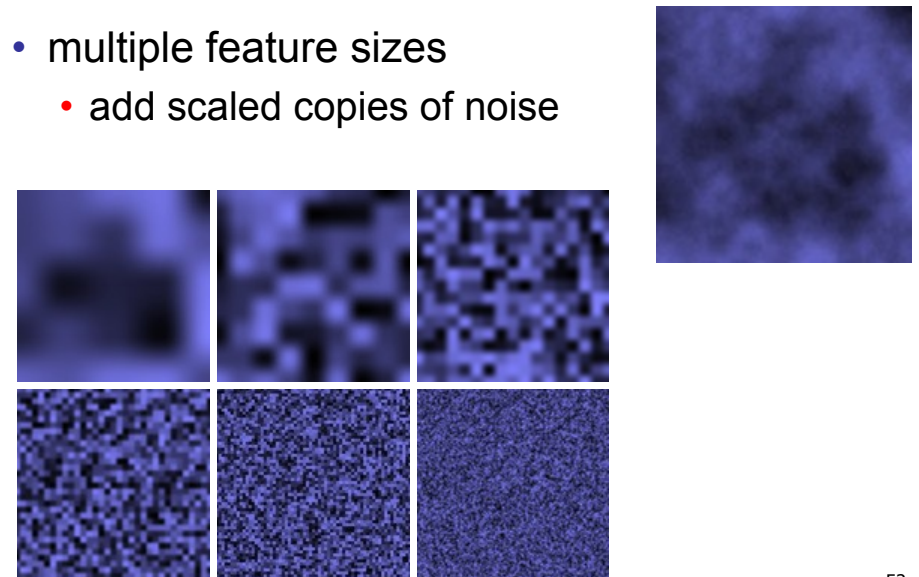 • multiple feature sizes
• add scaled copies of noise